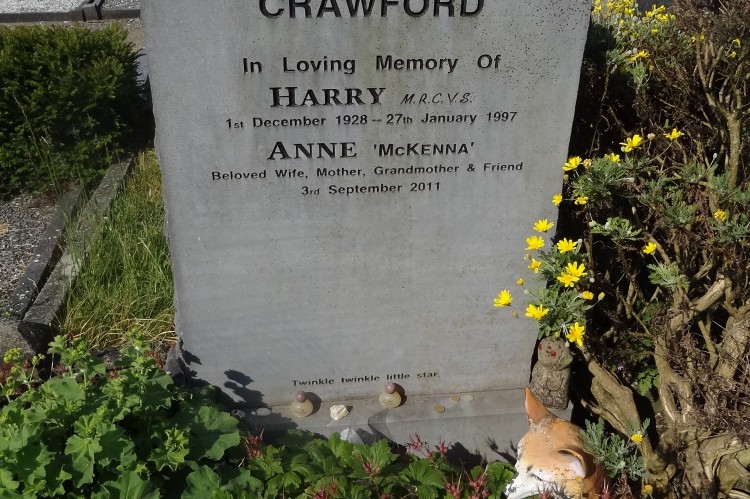 CRAWFORD
In Loving Memory Of
HARRY M.R.C.V.S.
1st December 1928 – 27th January 1997
ANNE 'MCKENNA'
Beloved Wife, Mother, Grandmother & Friend
3rd September 2011
Twinkle twinkle little star.